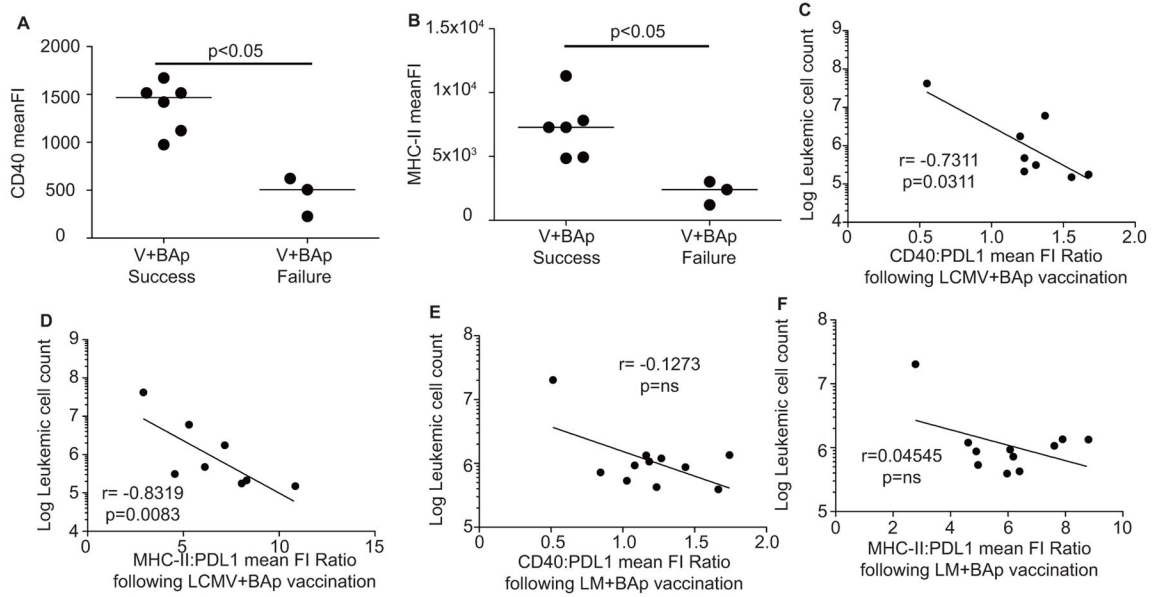 A
CD40 meanFI
2000
1500
1000
500
0
p<0.05
V+BAp
Success
V+BAp
Failure
B
MHC-II meanFI
1.5x10⁴
1x10⁴
5x10³
0
p<0.05
V+BAp
Success
V+BAp
Failure
C
Log Leukemic cell count
9
8
7
6
5
4
r= -0.7311
p=0.0311
0 0.5 1.0 1.5 2.0
CD40:PDL1 mean FI Ratio
following LCMV+BAp vaccination
D
Log Leukemic cell count
9
8
7
6
5
4
r= -0.8319
p=0.0083
0 5 10 15
MHC-II:PDL1 mean FI Ratio
following LCMV+BAp vaccination
E
Log Leukemic cell count
8
7
6
5
r= -0.1273
p=ns
0 0.5 1.0 1.5 2.0
CD40:PDL1 mean FI Ratio
following LM+BAp vaccination
F
Log Leukemic cell count
8
7
6
5
r=0.04545
p=ns
0 2 4 6 8 10
MHC-II:PDL1 mean FI Ratio
following LM+BAp vaccination